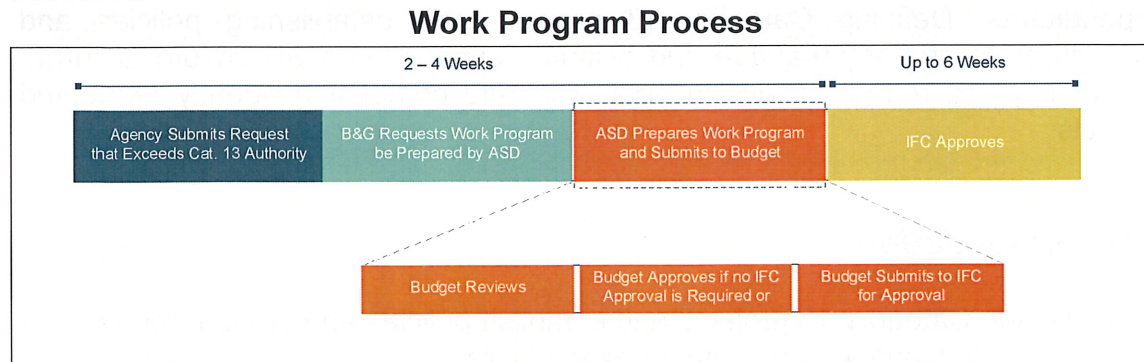 Work Program Process
2 – 4 Weeks
Up to 6 Weeks
Agency Submits Request
that Exceeds Cat. 13 Authority
B&G Requests Work Program
be Prepared by ASD
ASD Prepares Work Program
and Submits to Budget
IFC Approves
Budget Reviews
Budget Approves if no IFC
Approval is Required or
Budget Submits to IFC
for Approval